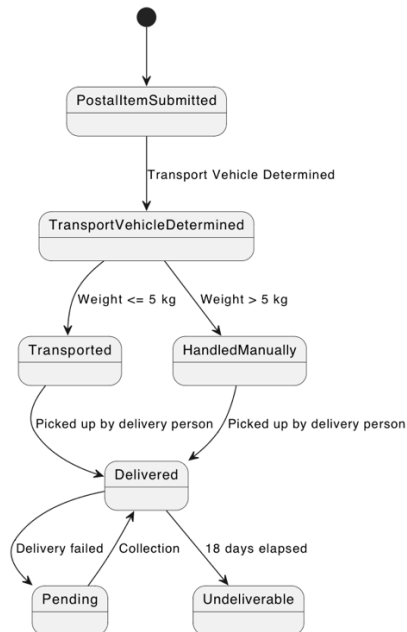 PostalItemSubmitted
Transport Vehicle Determined
TransportVehicleDetermined
Weight <= 5 kg
Weight > 5 kg
Transported
HandledManually
Picked up by delivery person
Picked up by delivery person
Delivered
Delivery failed
Collection
18 days elapsed
Pending
Undeliverable